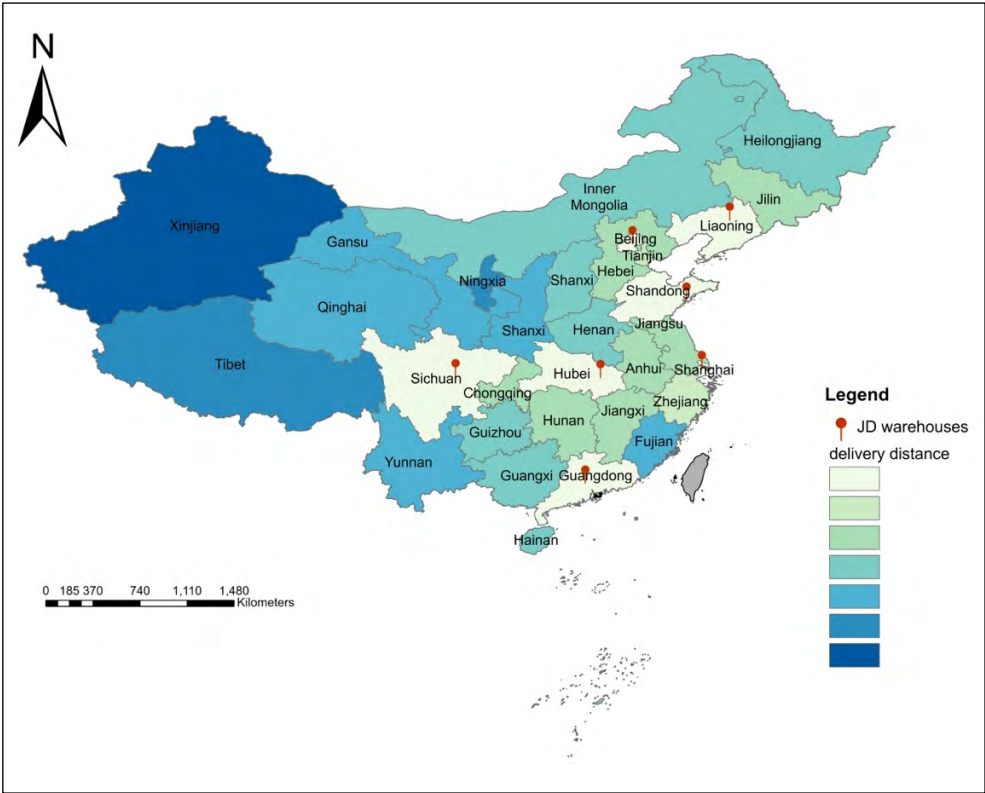 N
Heilongjiang
Inner
Mongolia
Jilin
Xinjiang
Liaoning
Gansu
Beijing
Tianjin
Hebei
Ningxia
Shanxi
Shandong
Qinghai
Jiangsu
Shanxi
Henan
Tibet
Anhui
Shanghai
Sichuan
Hubei
Chongqing
Zhejiang
Jiangxi
Hunan
Guizhou
Fujian
Yunnan
Guangxi
Guangdong
Hainan
Legend
JD warehouses
delivery distance
0 185 370 740 1,110 1,480
Kilometers